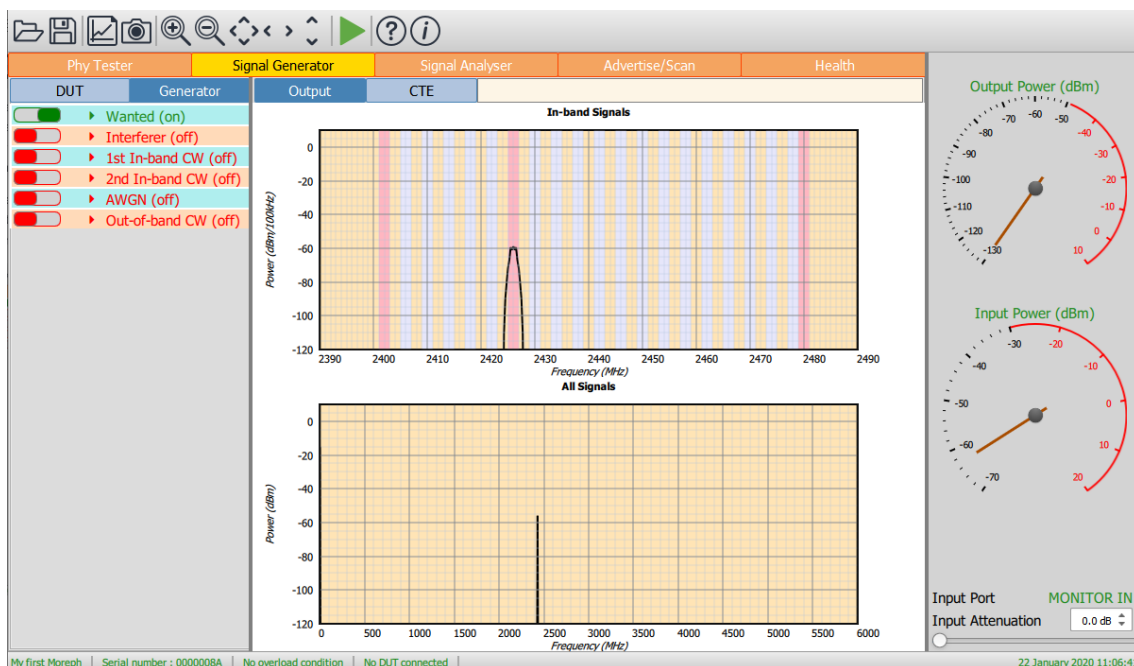 Phy Tester Signal Generator Signal Analyser Advertise/Scan Health
DUT Generator Output CTE
Wanted (on)
Interferer (off)
1st In-band CW (off)
2nd In-band CW (off)
AWGN (off)
Out-of-band CW (off)
In-band Signals
Power (dBm/100kHz)
0
-20
-40
-60
-80
-100
-120
2390 2400 2410 2420 2430 2440 2450 2460 2470 2480 2490
Frequency (MHz)
All Signals
Power (dBm)
0
-20
-40
-60
-80
-100
-120
0 500 1000 1500 2000 2500 3000 3500 4000 4500 5000 5500 6000
Frequency (MHz)
Output Power (dBm)
-130 -120 -110 -100 -90 -80 -70 -60 -50 -40 -30 -20 -10 0 10
Input Power (dBm)
-70 -60 -50 -40 -30 -20 -10 0 10 20
Input Port MONITOR IN
Input Attenuation 0.0 dB
My first Moreph Serial number : 0000008A No overload condition No DUT connected 22 January 2020 11:06:4